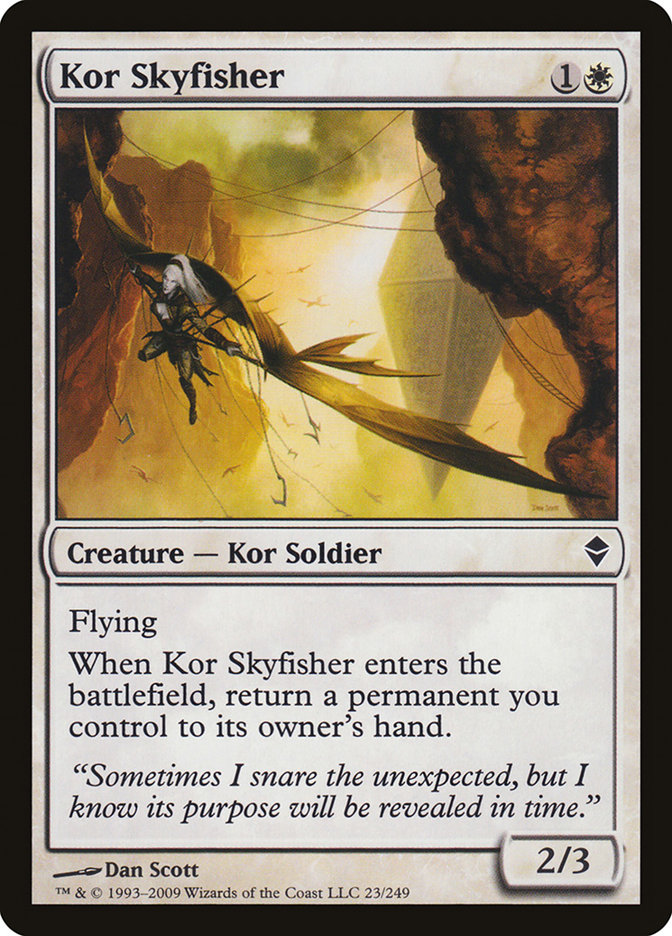 Kor Skyfisher 1
Dan Scott
Creature — Kor Soldier
Flying
When Kor Skyfisher enters the
battlefield, return a permanent you
control to its owner's hand.
“Sometimes I snare the unexpected, but I
know its purpose will be revealed in time.”
2/3
Dan Scott
™ & © 1993–2009 Wizards of the Coast LLC 23/249